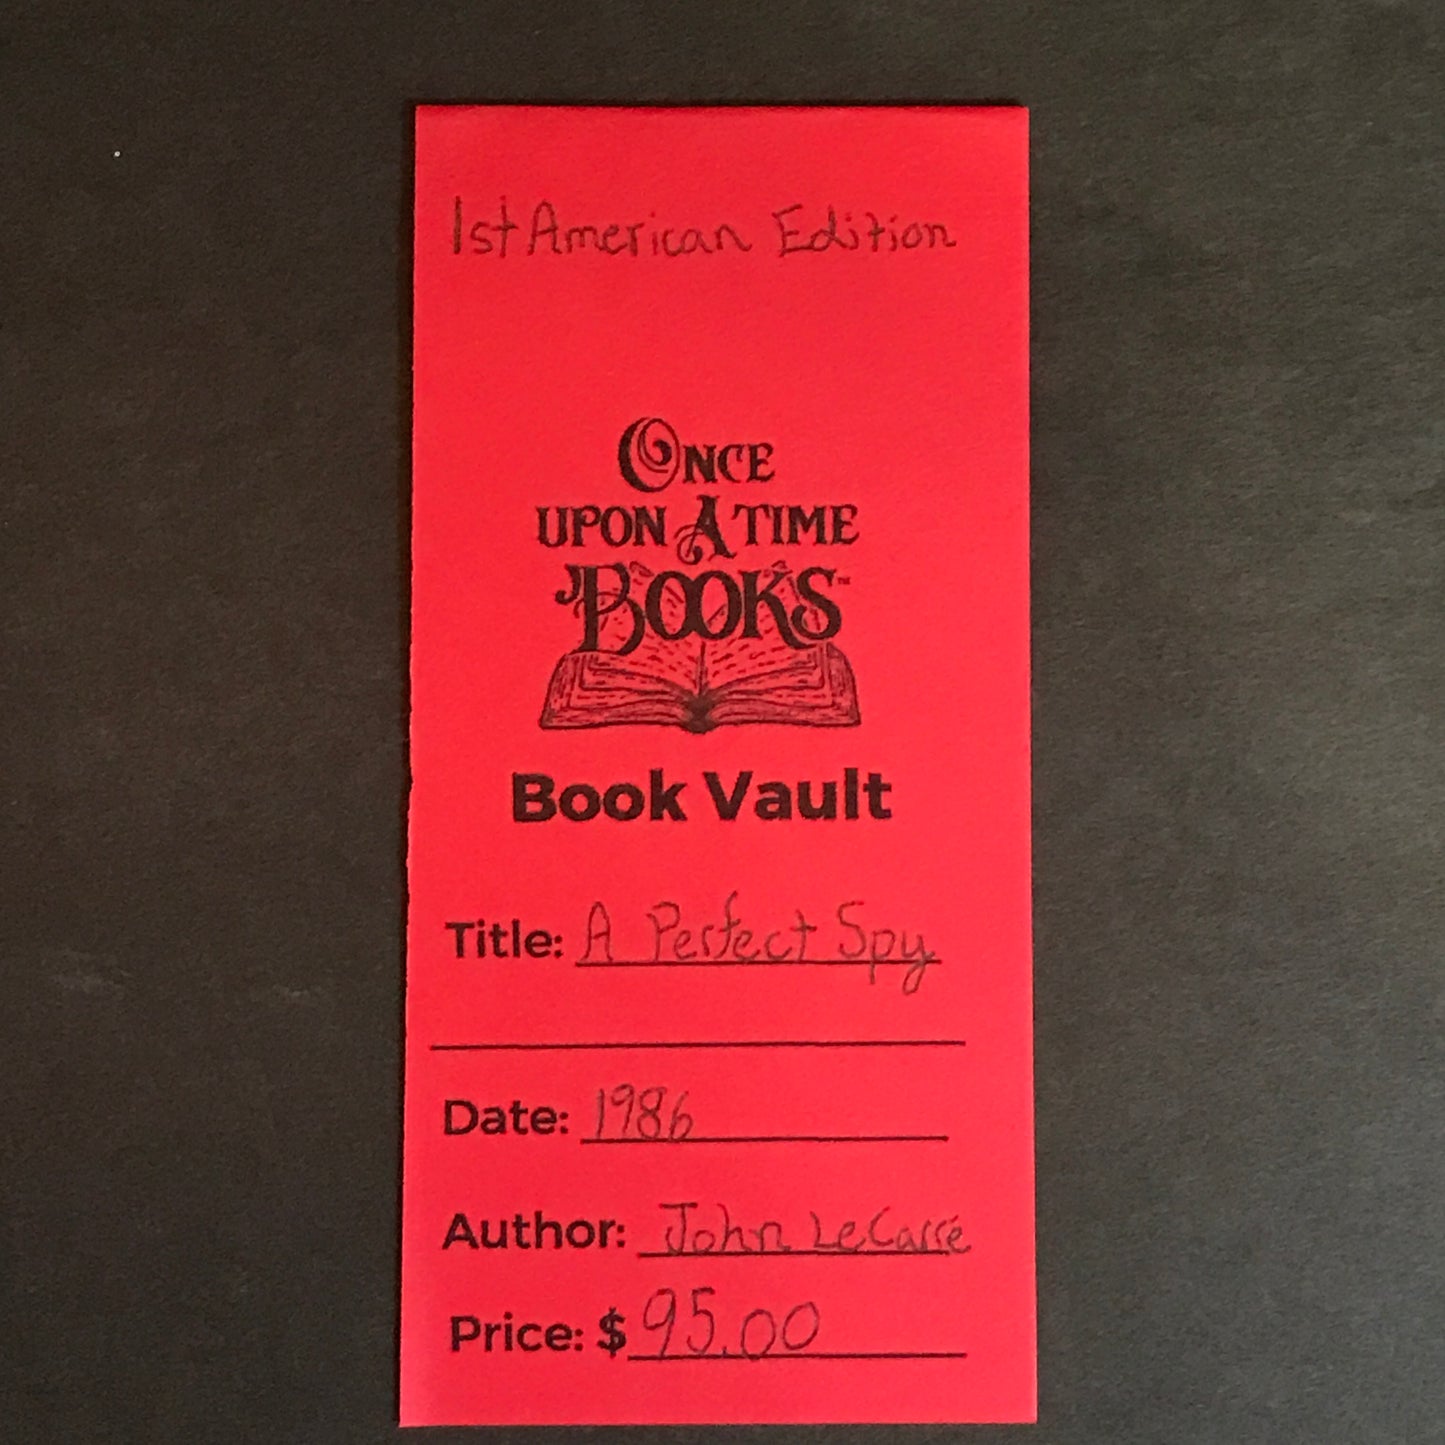 1st American Edition
ONCE
UPON A TIME
BOOKS™
Book Vault
Title: A Perfect Spy
Date: 1986
Author: John LeCarré
Price: $95.00